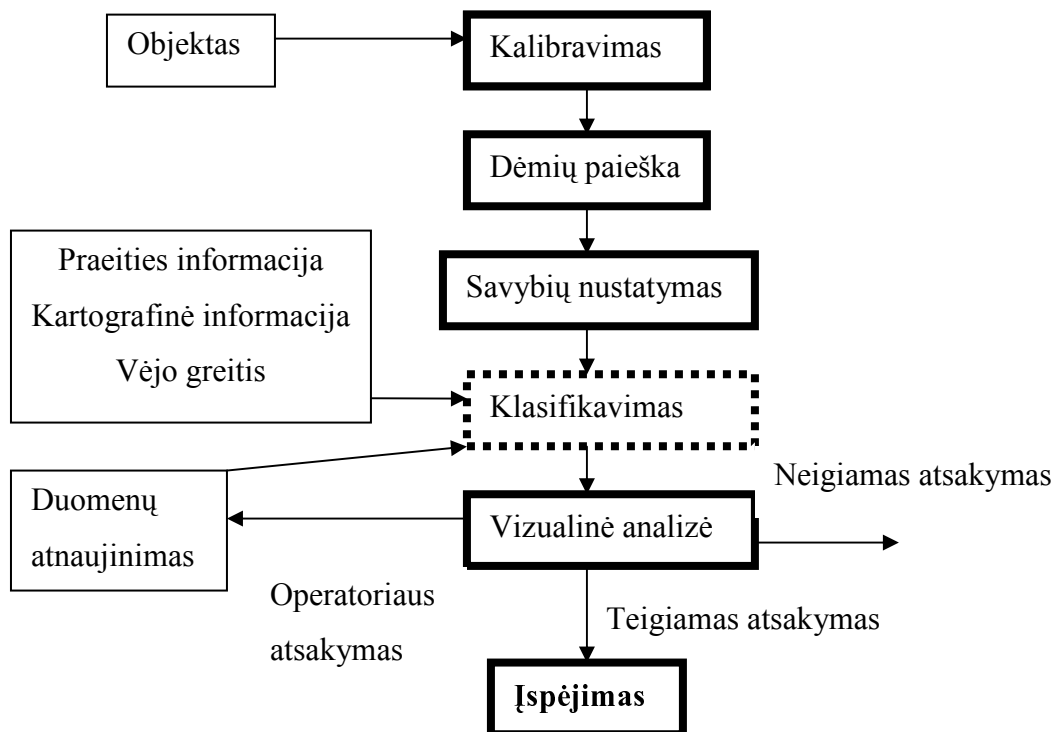 Objektas
Kalibravimas
Dėmių paieška
Praeities informacija
Kartografinė informacija
Vėjo greitis
Savybių nustatymas
Klasifikavimas
Neigiamas atsakymas
Duomenų
atnaujinimas
Vizualinė analizė
Operatoriaus
atsakymas
Teigiamas atsakymas
Įspėjimas